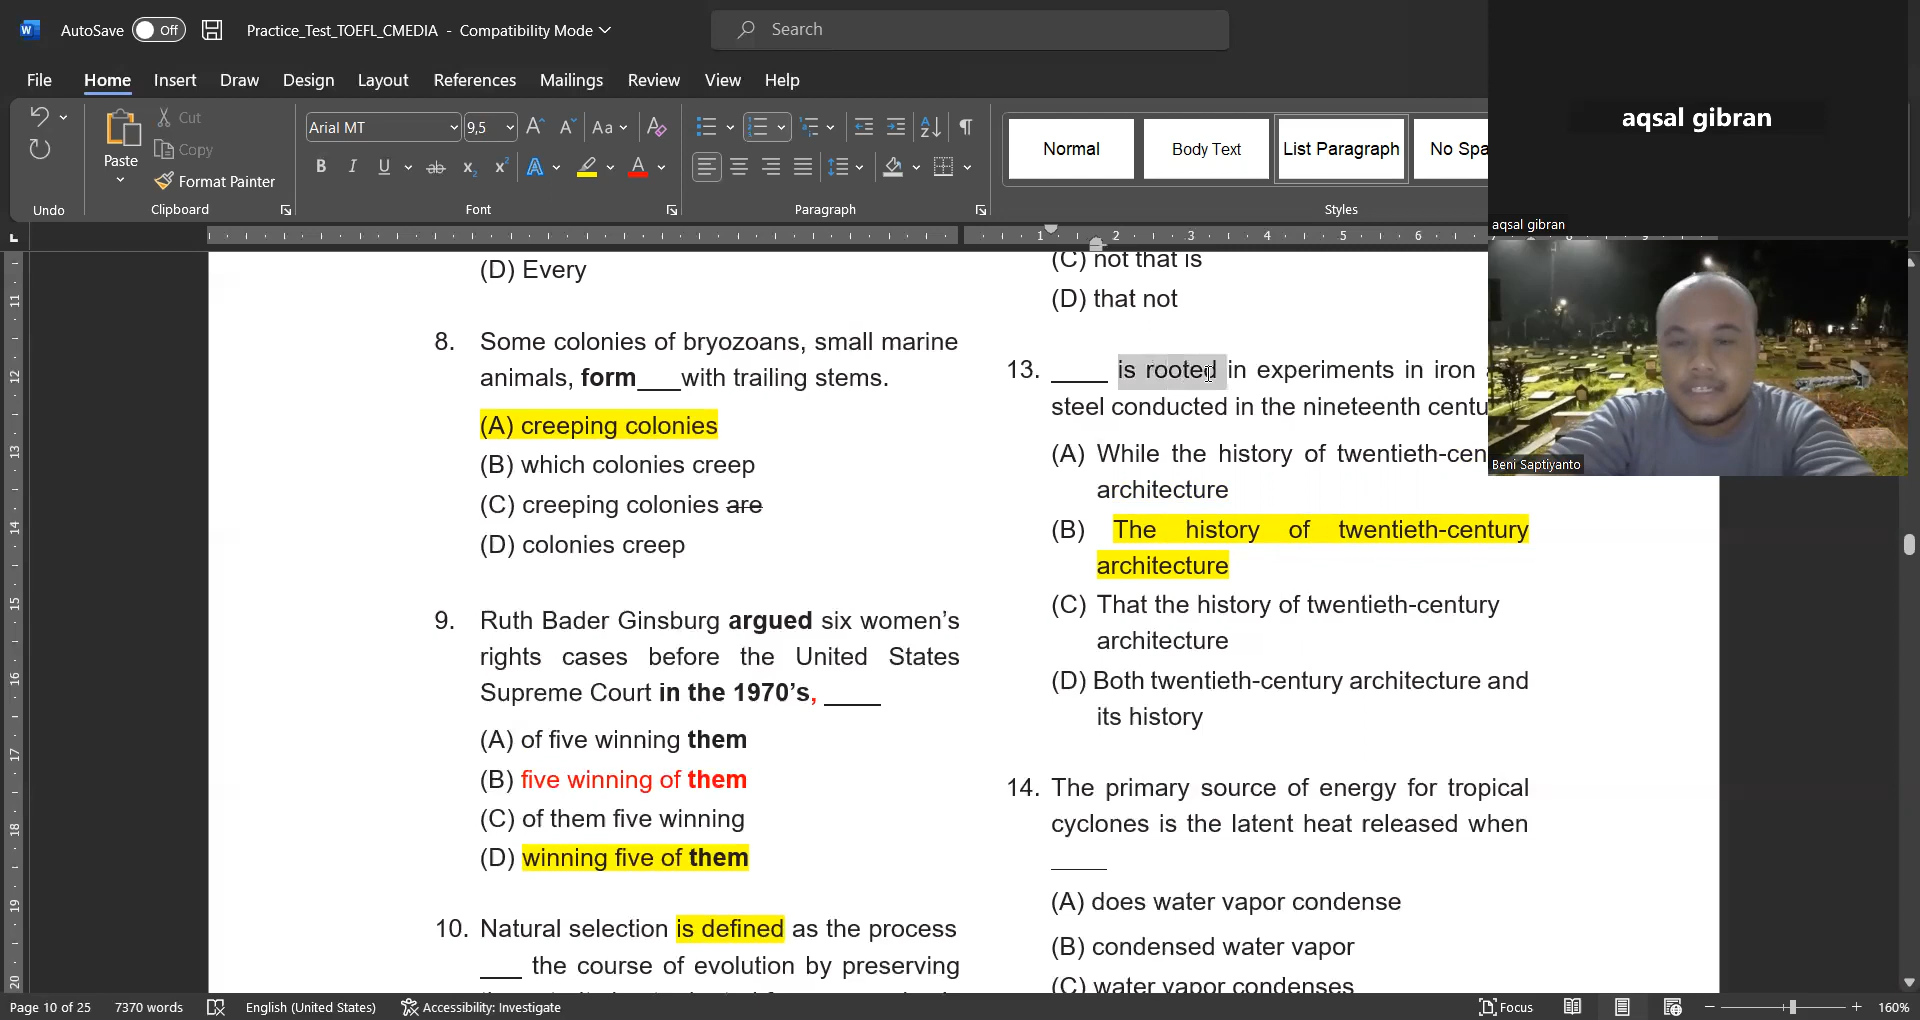 AutoSave Off Practice_Test_TOEFL_CMEDIA - Compatibility Mode Search
File Home Insert Draw Design Layout References Mailings Review View Help
Paste
Cut
Copy
Format Painter
Arial MT 9,5
Normal
Body Text
List Paragraph
No Spa
Undo Clipboard Font Paragraph Styles
aqsal gibran
aqsal gibran
Beni Saptiyanto
(D) Every
8. Some colonies of bryozoans, small marine
animals, form___with trailing stems.
(A) creeping colonies
(B) which colonies creep
(C) creeping colonies are
(D) colonies creep
9. Ruth Bader Ginsburg argued six women’s
rights cases before the United States
Supreme Court in the 1970’s, ____
(A) of five winning them
(B) five winning of them
(C) of them five winning
(D) winning five of them
10. Natural selection is defined as the process
___ the course of evolution by preserving
(C) not that is
(D) that not
13. ____ is rooted in experiments in iron
steel conducted in the nineteenth centu
(A) While the history of twentieth-cen
architecture
(B) The history of twentieth-century
architecture
(C) That the history of twentieth-century
architecture
(D) Both twentieth-century architecture and
its history
14. The primary source of energy for tropical
cyclones is the latent heat released when
____
(A) does water vapor condense
(B) condensed water vapor
(C) water vapor condenses
Page 10 of 25 7370 words English (United States) Accessibility: Investigate Focus 160%